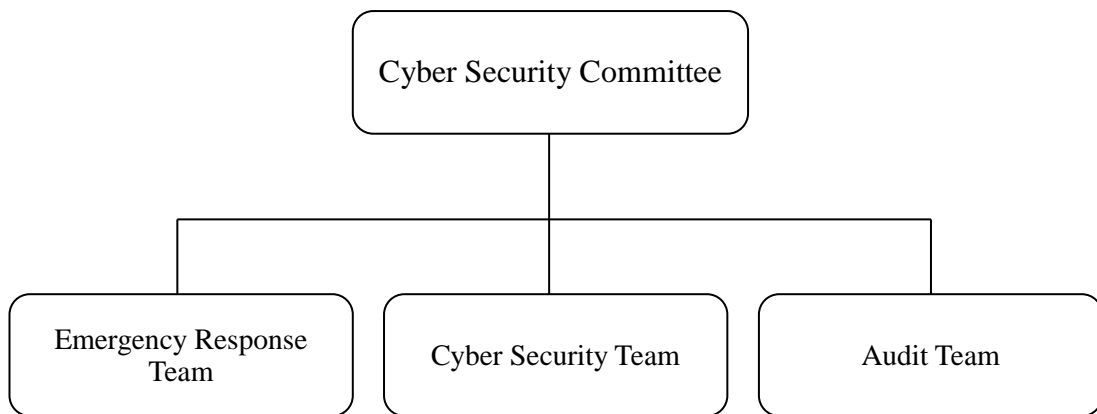 Cyber Security Committee
Emergency Response
Team
Cyber Security Team
Audit Team